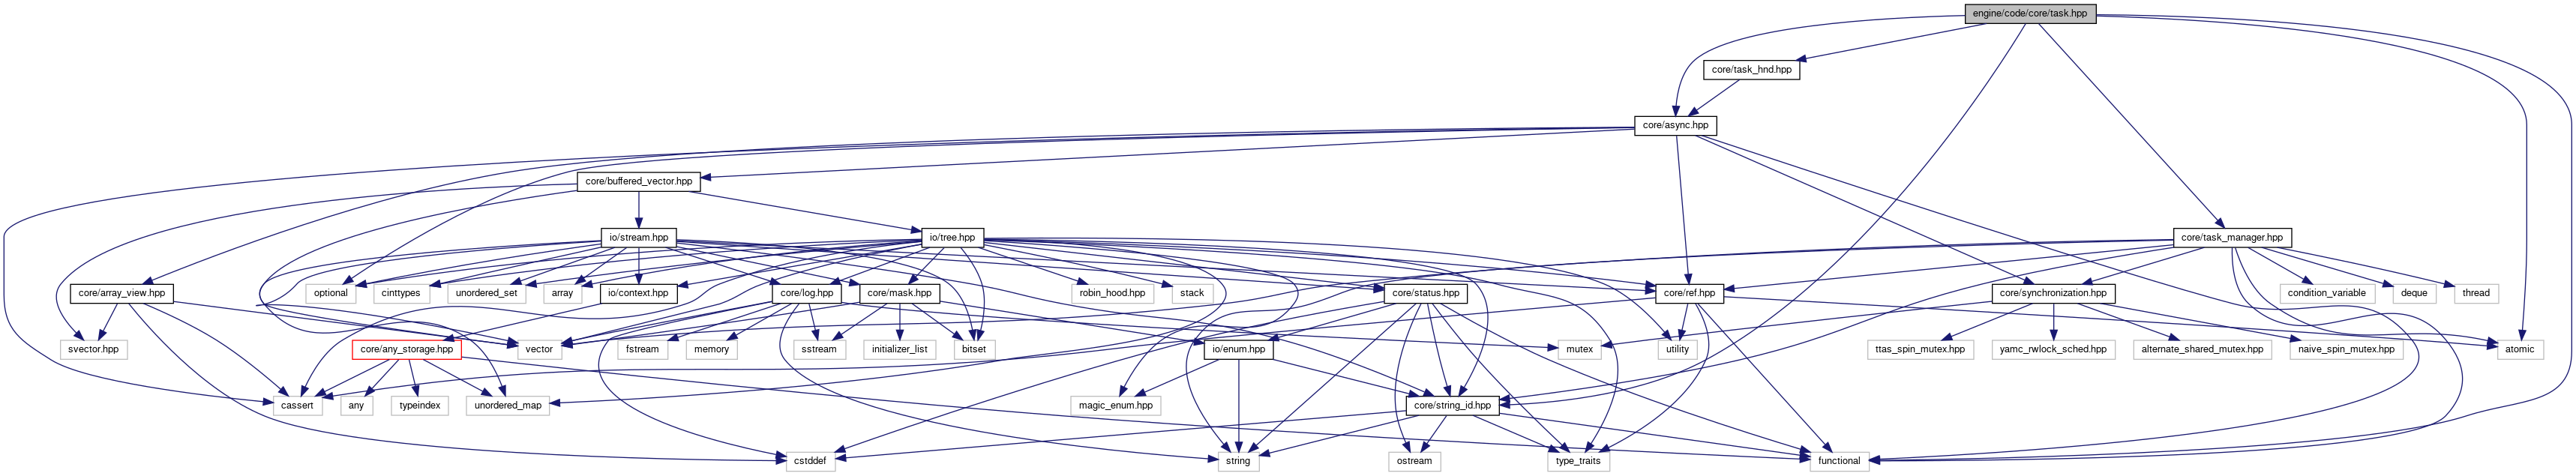 engine/code/core/task.hpp
core/task_hnd.hpp
core/async.hpp
core/buffered_vector.hpp
io/stream.hpp
io/tree.hpp
core/task_manager.hpp
core/array_view.hpp
optional
cinttypes
unordered_set
array
io/context.hpp
core/log.hpp
core/mask.hpp
robin_hood.hpp
stack
core/status.hpp
core/ref.hpp
core/synchronization.hpp
condition_variable
deque
thread
svector.hpp
core/any_storage.hpp
vector
fstream
memory
sstream
initializer_list
bitset
io/enum.hpp
mutex
utility
ttas_spin_mutex.hpp
yamc_rwlock_sched.hpp
alternate_shared_mutex.hpp
naive_spin_mutex.hpp
atomic
cassert
any
typeindex
unordered_map
magic_enum.hpp
core/string_id.hpp
cstddef
string
ostream
type_traits
functional